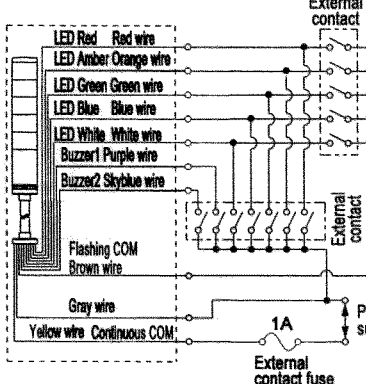 External
contact
LED Red Red wire
LED Amber Orange wire
LED Green Green wire
LED Blue Blue wire
LED White White wire
Buzzer1 Purple wire
Buzzer2 Skyblue wire
External
contact
Flashing COM
Brown wire
Gray wire
Yellow wire Continuous COM
1A
External
contact fuse